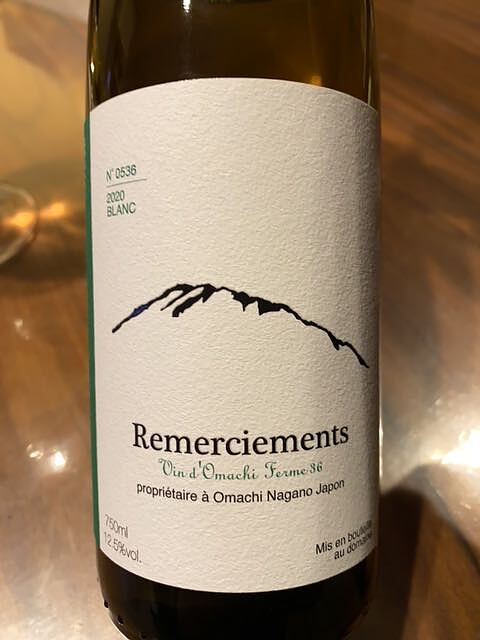 N° 0536
2020
BLANC
Remerciements
Vin d'Omachi Ferme 36
propriétaire à Omachi Nagano Japon
750ml
12.5%vol.
Mis en bouteille
au domaine